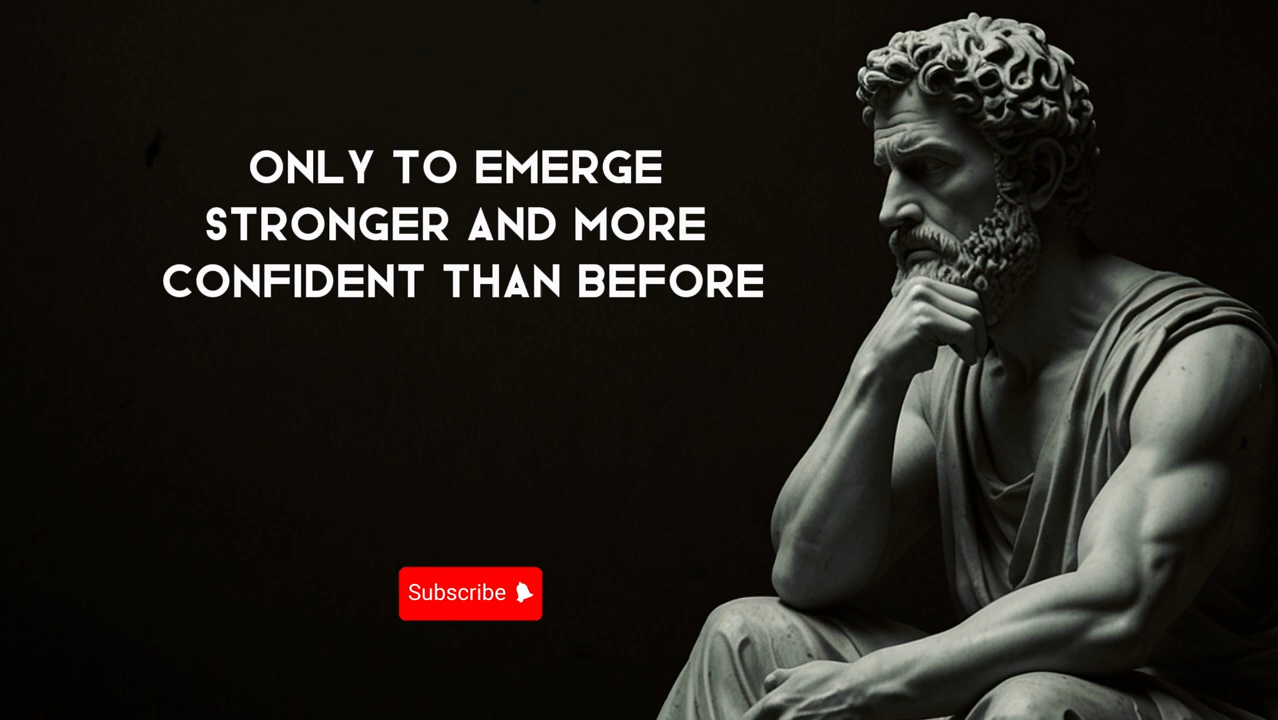 ONLY TO EMERGE
STRONGER AND MORE
CONFIDENT THAN BEFORE
Subscribe